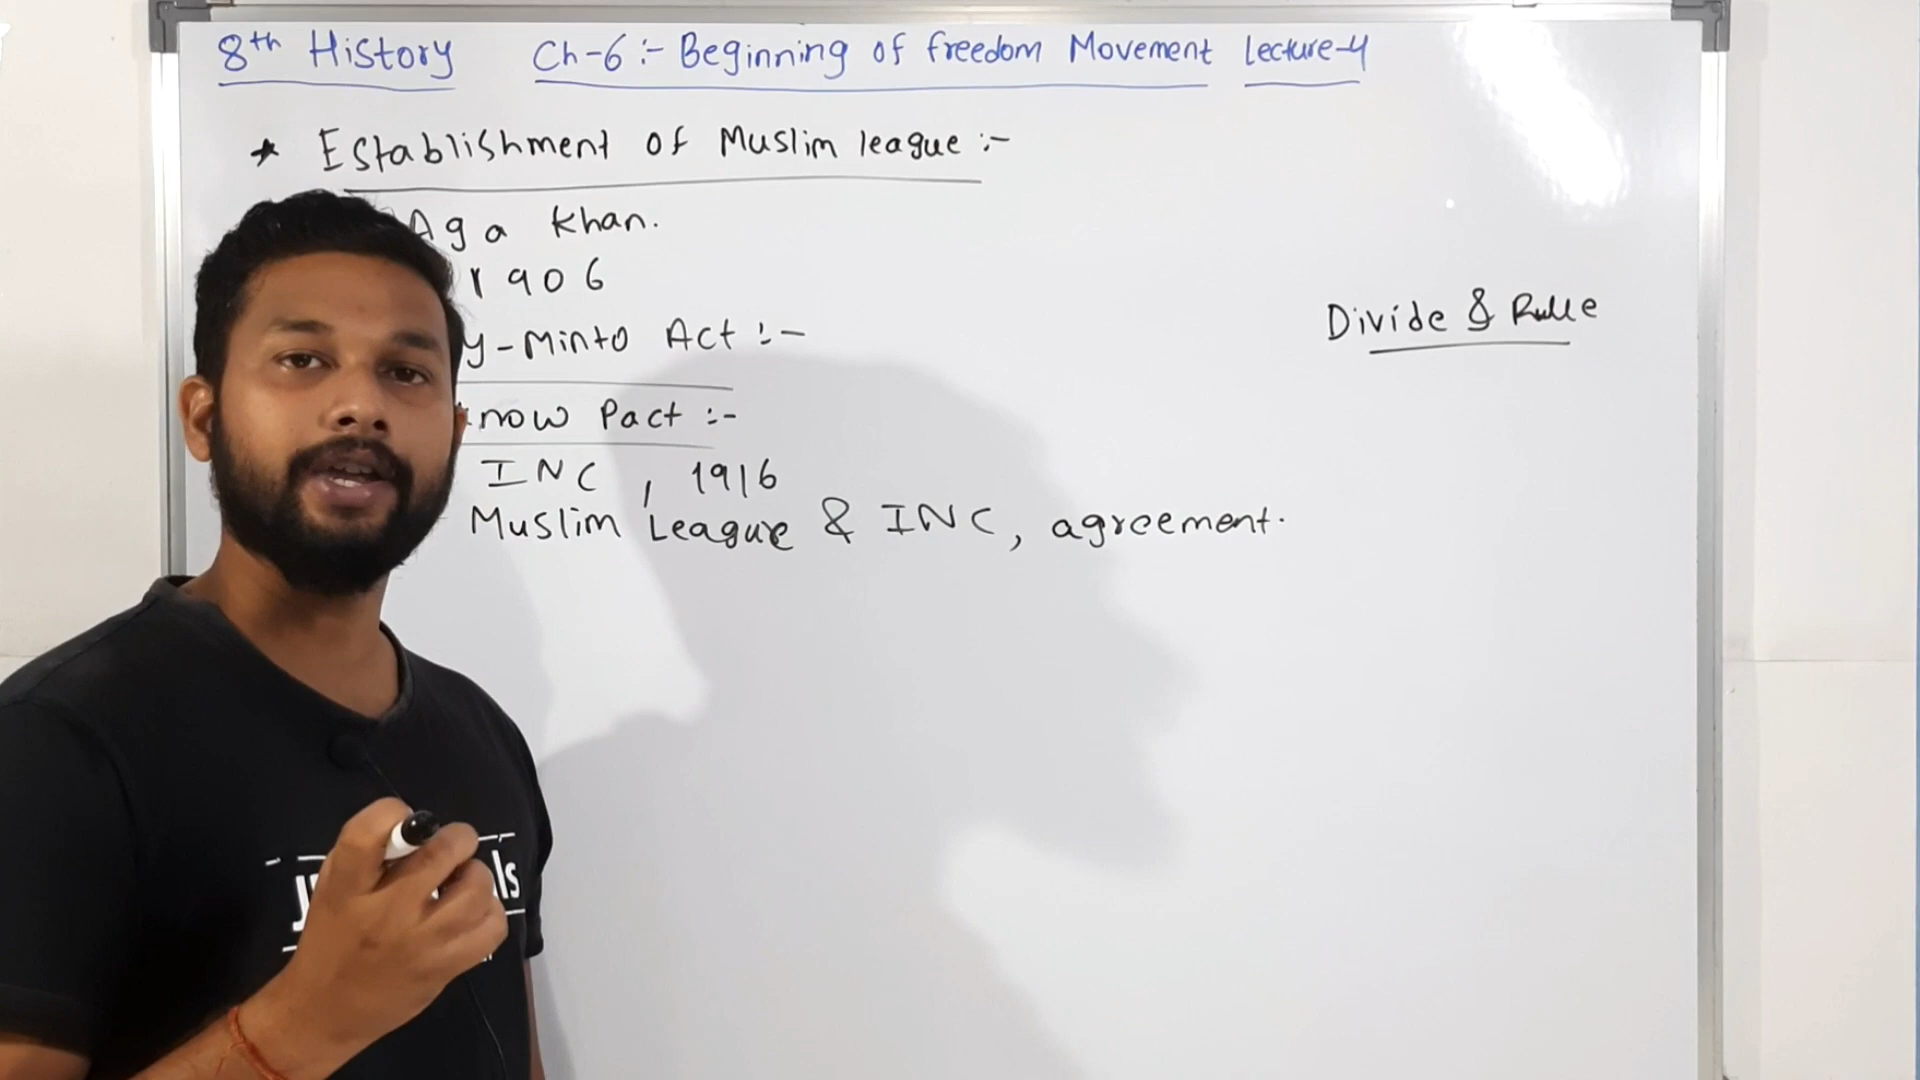 8th History Ch-6 :- Beginning of freedom Movement Lecture-4
* Establishment of Muslim league :-
Aga Khan.
1906
y-Minto Act :-
now Pact :-
INC , 1916
Muslim League & INC, agreement.
Divide & Rule